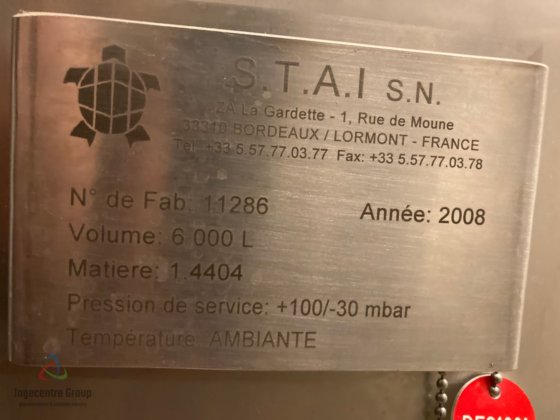 S.T.A.I S.N.
ZA La Gardette - 1, Rue de Moune
33310 BORDEAUX / LORMONT - FRANCE
Tel: +33 5.57.77.03.77 Fax: +33 5.57.77.03.78
N° de Fab: 11286 Année: 2008
Volume: 6 000 L
Matiere: 1.4404
Pression de service: +100/-30 mbar
Température: AMBIANTE
Ingecentre Group